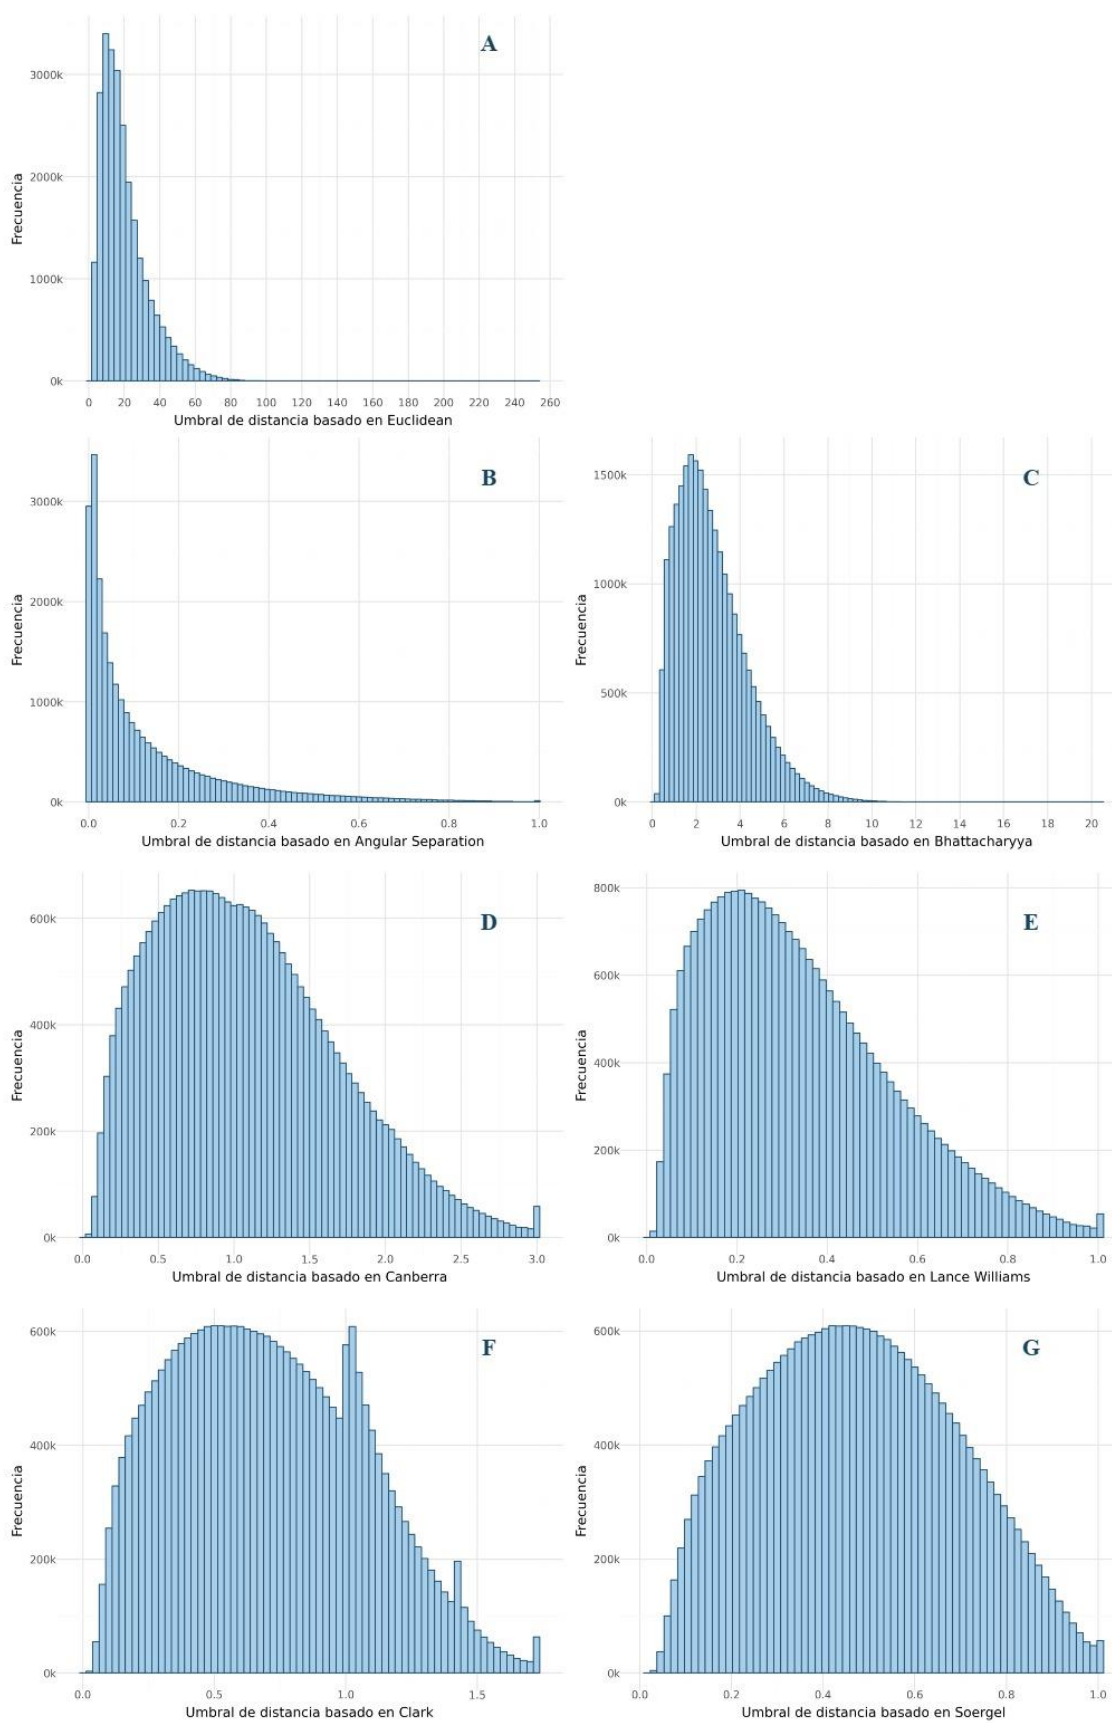 A
3000k
2000k
1000k
0k
Frecuencia
0 20 40 60 80 100 120 140 160 180 200 220 240 260
Umbral de distancia basado en Euclidean
B
3000k
2000k
1000k
0k
Frecuencia
0.0 0.2 0.4 0.6 0.8 1.0
Umbral de distancia basado en Angular Separation
C
1500k
1000k
500k
0k
Frecuencia
0 2 4 6 8 10 12 14 16 18 20
Umbral de distancia basado en Bhattacharyya
D
600k
400k
200k
0k
Frecuencia
0.0 0.5 1.0 1.5 2.0 2.5 3.0
Umbral de distancia basado en Canberra
E
800k
600k
400k
200k
0k
Frecuencia
0.0 0.2 0.4 0.6 0.8 1.0
Umbral de distancia basado en Lance Williams
F
600k
400k
200k
0k
Frecuencia
0.0 0.5 1.0 1.5
Umbral de distancia basado en Clark
G
600k
400k
200k
0k
Frecuencia
0.0 0.2 0.4 0.6 0.8 1.0
Umbral de distancia basado en Soergel